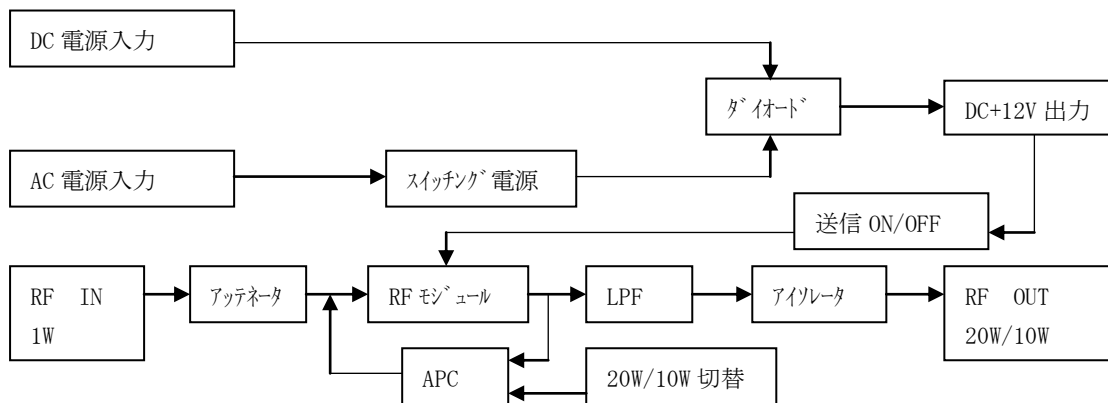 DC 電源入力
ﾀﾞｲｵｰﾄﾞ
DC+12V 出力
AC 電源入力
ｽｲｯﾁﾝｸﾞ電源
送信 ON/OFF
RF IN
1W
ｱｯﾃﾈｰﾀ
RF ﾓｼﾞｭｰﾙ
LPF
ｱｲｿﾚｰﾀ
RF OUT
20W/10W
APC
20W/10W 切替